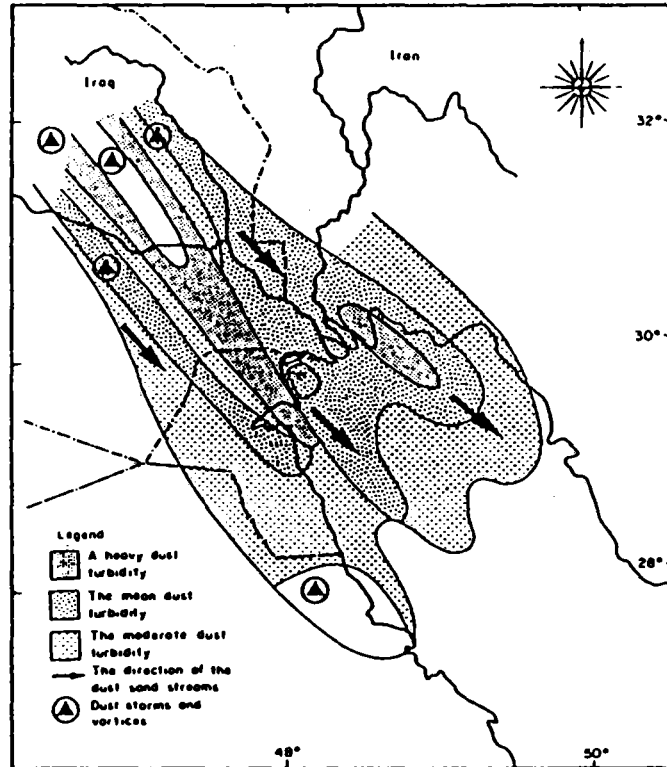 Iraq
Iran
32°
30°
28°
Legend
A heavy dust
turbidity
The mean dust
turbidity
The moderate dust
turbidity
The direction of the
dust sand streams
Dust storms and
vortices
48°
50°